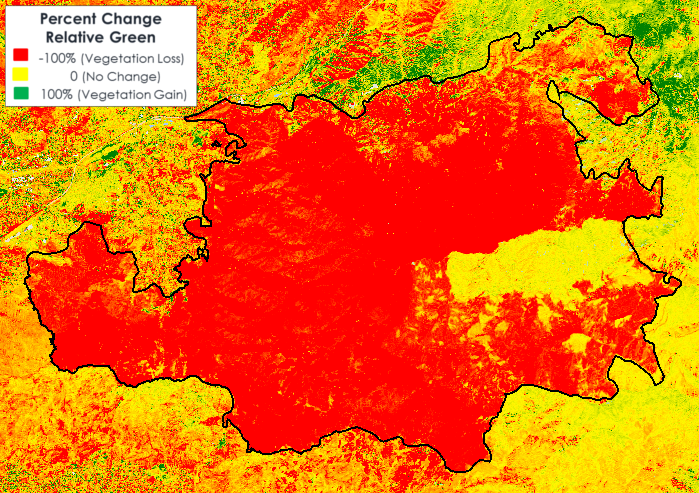 Percent Change
Relative Green
-100% (Vegetation Loss)
0 (No Change)
100% (Vegetation Gain)